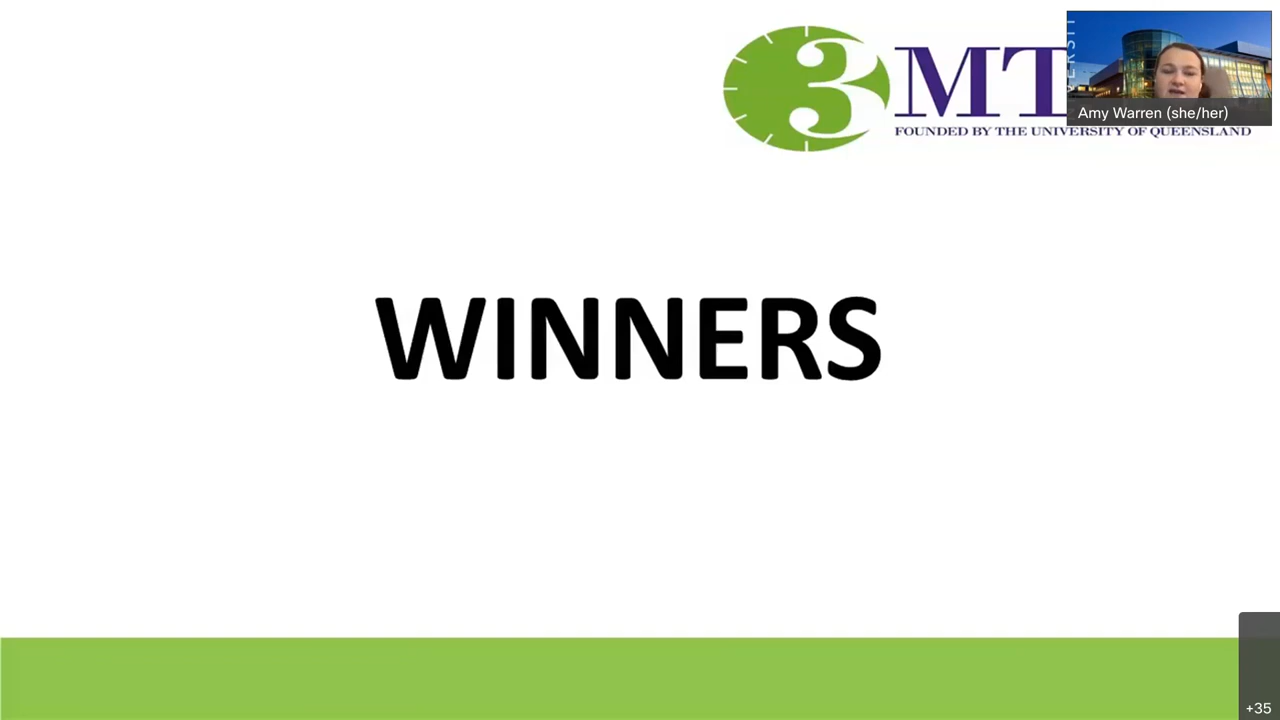 3MT
FOUNDED BY THE UNIVERSITY OF QUEENSLAND
Amy Warren (she/her)
WINNERS
+35